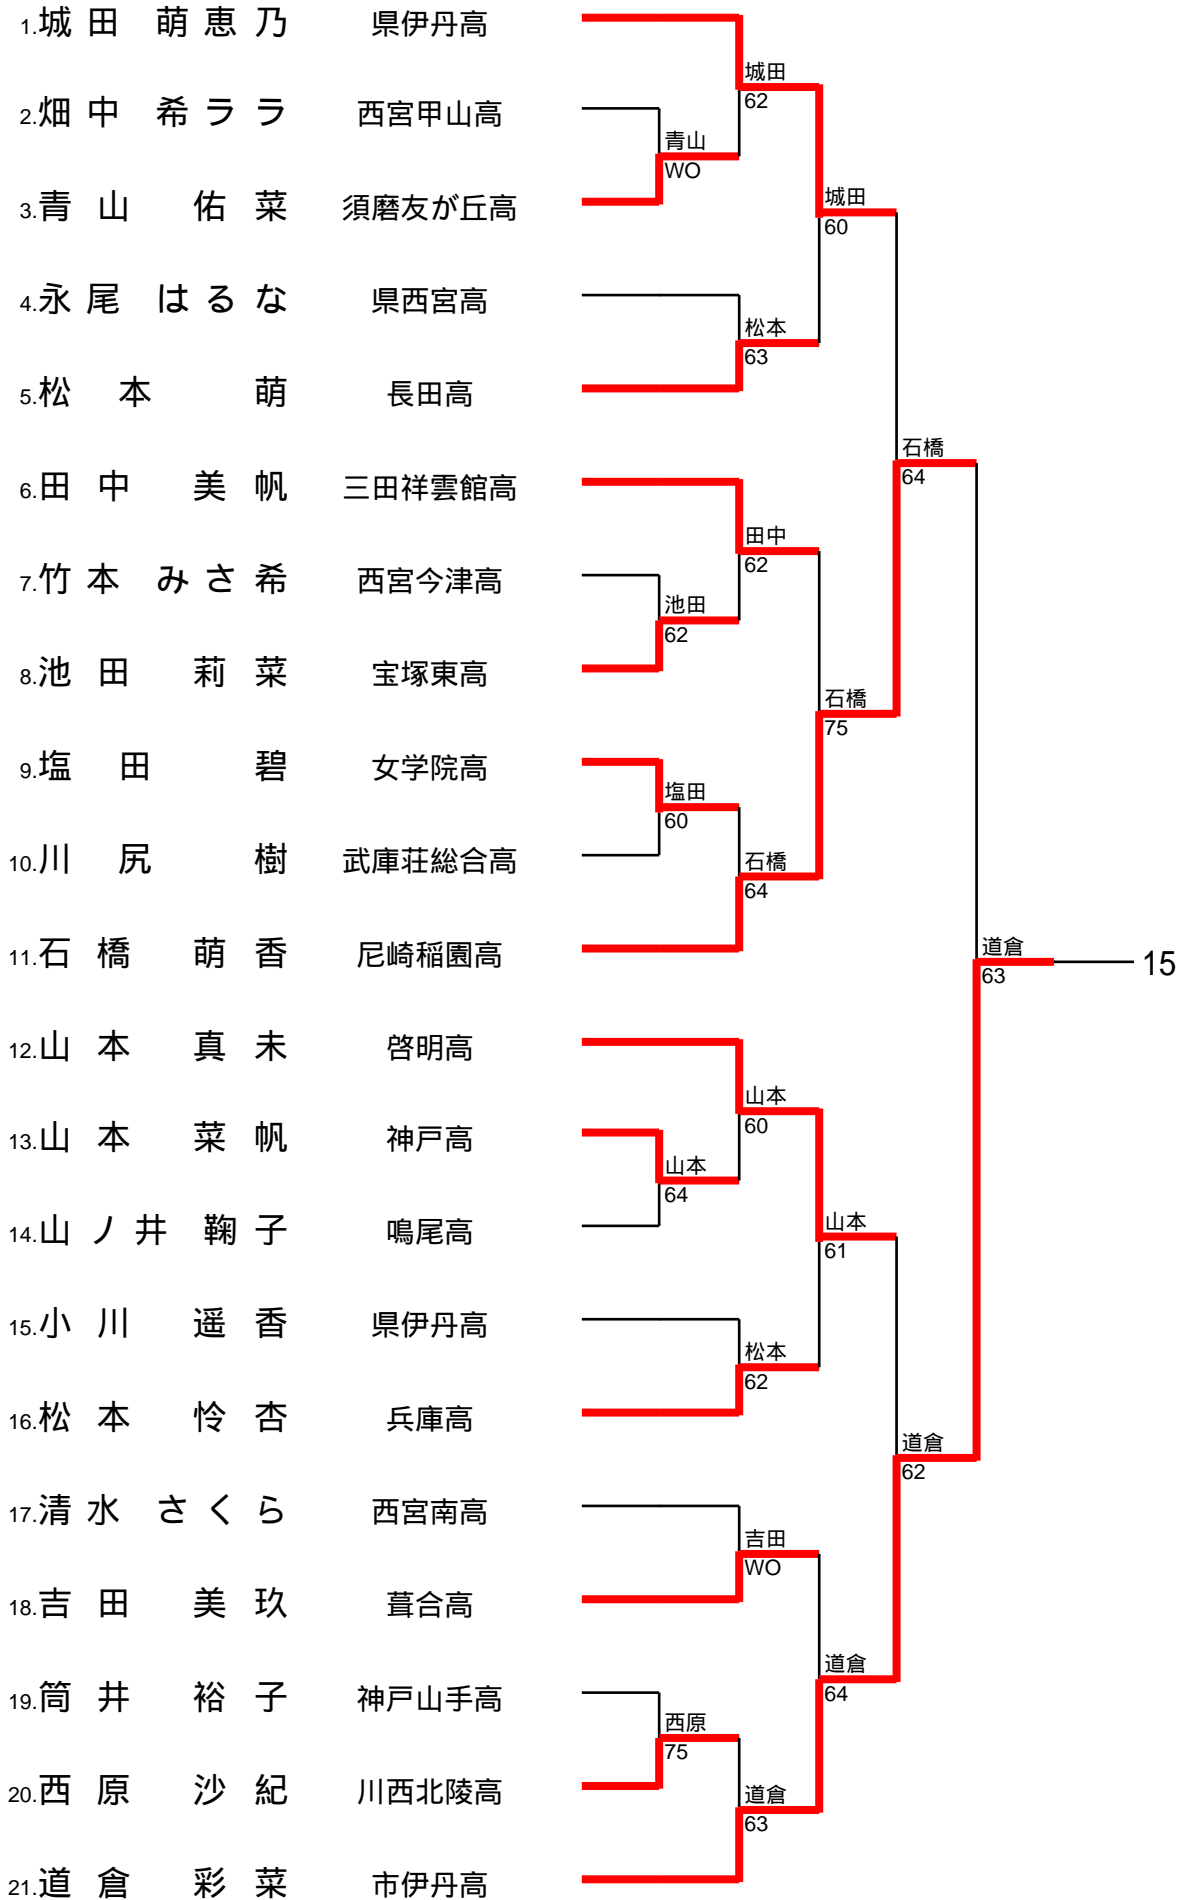 1.城田 萌恵乃 県伊丹高
城田
62
2.畑中 希ララ 西宮甲山高
青山
WO
3.青山 佑菜 須磨友が丘高
城田
60
4.永尾 はるな 県西宮高
松本
63
5.松本 萌 長田高
石橋
64
6.田中 美帆 三田祥雲館高
田中
62
7.竹本 みさ希 西宮今津高
池田
62
8.池田 莉菜 宝塚東高
石橋
75
9.塩田 碧 女学院高
塩田
60
10.川尻 樹 武庫荘総合高
石橋
64
11.石橋 萌香 尼崎稲園高
道倉
63
15
12.山本 真未 啓明高
山本
60
13.山本 菜帆 神戸高
山本
64
14.山ノ井 鞠子 鳴尾高
山本
61
15.小川 遥香 県伊丹高
松本
62
16.松本 怜杏 兵庫高
道倉
62
17.清水 さくら 西宮南高
吉田
WO
18.吉田 美玖 葺合高
道倉
64
19.筒井 裕子 神戸山手高
西原
75
20.西原 沙紀 川西北陵高
道倉
63
21.道倉 彩菜 市伊丹高